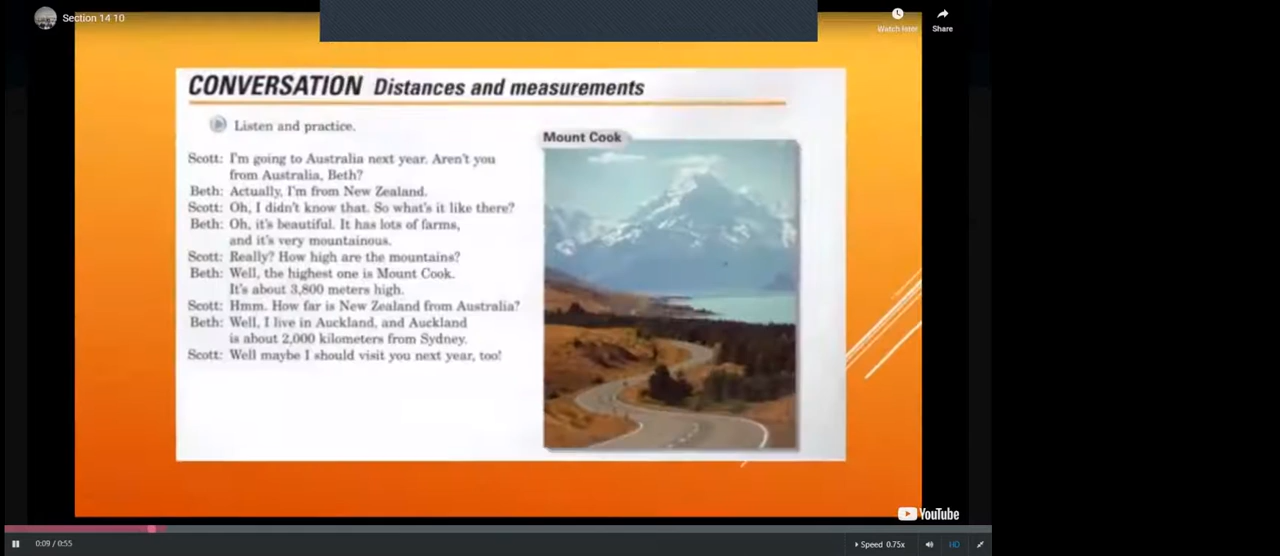 Section 14 10
Watch later
Share
CONVERSATION Distances and measurements
Listen and practice.
Mount Cook
Scott: I'm going to Australia next year. Aren't you
from Australia, Beth?
Beth: Actually, I'm from New Zealand.
Scott: Oh, I didn't know that. So what's it like there?
Beth: Oh, it's beautiful. It has lots of farms,
and it's very mountainous.
Scott: Really? How high are the mountains?
Beth: Well, the highest one is Mount Cook.
It's about 3,800 meters high.
Scott: Hmm. How far is New Zealand from Australia?
Beth: Well, I live in Auckland, and Auckland
is about 2,000 kilometers from Sydney.
Scott: Well maybe I should visit you next year, too!
YouTube
0:09 / 0:55
Speed 0.75x
HD